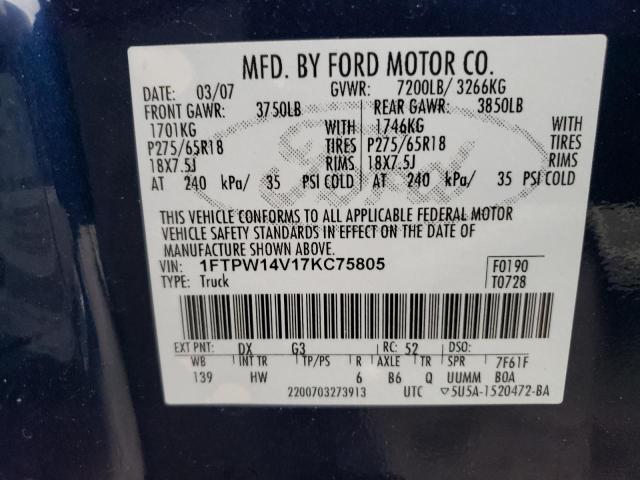 MFD. BY FORD MOTOR CO.
DATE: 03/07 GVWR: 7200LB/ 3266KG
FRONT GAWR: 3750LB REAR GAWR: 3850LB
1701KG WITH 1746KG WITH
P275/65R18 TIRES P275/65R18 TIRES
18X7.5J RIMS 18X7.5J RIMS
AT 240 kPa/ 35 PSI COLD AT 240 kPa/ 35 PSI COLD
THIS VEHICLE CONFORMS TO ALL APPLICABLE FEDERAL MOTOR
VEHICLE SAFETY STANDARDS IN EFFECT ON THE DATE OF
MANUFACTURE SHOWN ABOVE.
VIN: 1FTPW14V17KC75805 F0190
TYPE: Truck T0728
EXT PNT: DX G3 RC: 52 DSO:
WB INT TR TP/PS R AXLE TR SPR 7F61F
139 HW 6 B6 Q UUMM BOA
2200703273913 UTC ▽5U5A-1520472-BA
Ford